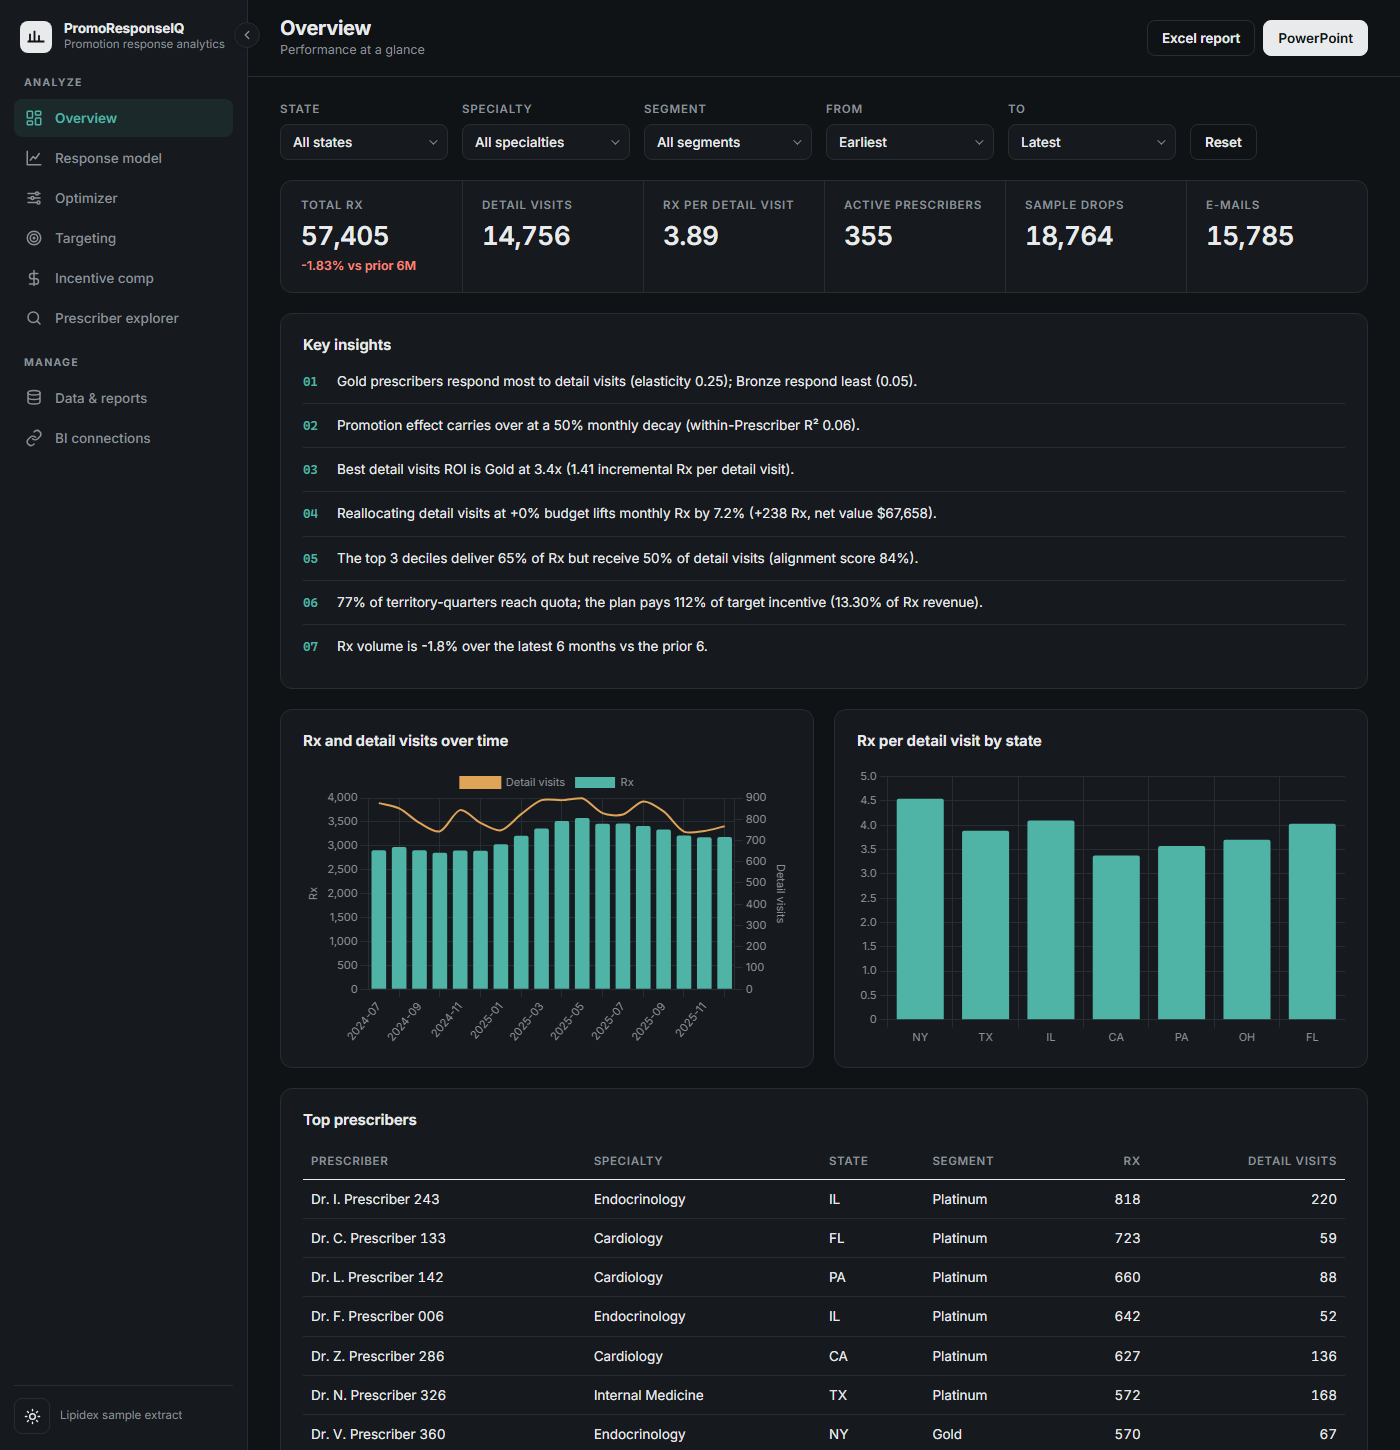 PromoResponseIQ
Promotion response analytics
ANALYZE
Overview
Response model
Optimizer
Targeting
Incentive comp
Prescriber explorer
MANAGE
Data & reports
BI connections
Lipidex sample extract
Overview
Performance at a glance
Excel report
PowerPoint
STATE
SPECIALTY
SEGMENT
FROM
TO
All states
All specialties
All segments
Earliest
Latest
Reset
TOTAL RX
57,405
-1.83% vs prior 6M
DETAIL VISITS
14,756
RX PER DETAIL VISIT
3.89
ACTIVE PRESCRIBERS
355
SAMPLE DROPS
18,764
E-MAILS
15,785
Key insights
01 Gold prescribers respond most to detail visits (elasticity 0.25); Bronze respond least (0.05).
02 Promotion effect carries over at a 50% monthly decay (within-Prescriber R² 0.06).
03 Best detail visits ROI is Gold at 3.4x (1.41 incremental Rx per detail visit).
04 Reallocating detail visits at +0% budget lifts monthly Rx by 7.2% (+238 Rx, net value $67,658).
05 The top 3 deciles deliver 65% of Rx but receive 50% of detail visits (alignment score 84%).
06 77% of territory-quarters reach quota; the plan pays 112% of target incentive (13.30% of Rx revenue).
07 Rx volume is -1.8% over the latest 6 months vs the prior 6.
Rx and detail visits over time
Detail visits
Rx
4,000
3,500
3,000
2,500
2,000
1,500
1,000
500
0
Rx
900
800
700
600
500
400
300
200
100
0
Detail visits
2024-07
2024-09
2024-11
2025-01
2025-03
2025-05
2025-07
2025-09
2025-11
Rx per detail visit by state
5.0
4.5
4.0
3.5
3.0
2.5
2.0
1.5
1.0
0.5
0
NY TX IL CA PA OH FL
Top prescribers
PRESCRIBER SPECIALTY STATE SEGMENT RX DETAIL VISITS
Dr. I. Prescriber 243 Endocrinology IL Platinum 818 220
Dr. C. Prescriber 133 Cardiology FL Platinum 723 59
Dr. L. Prescriber 142 Cardiology PA Platinum 660 88
Dr. F. Prescriber 006 Endocrinology IL Platinum 642 52
Dr. Z. Prescriber 286 Cardiology CA Platinum 627 136
Dr. N. Prescriber 326 Internal Medicine TX Platinum 572 168
Dr. V. Prescriber 360 Endocrinology NY Gold 570 67